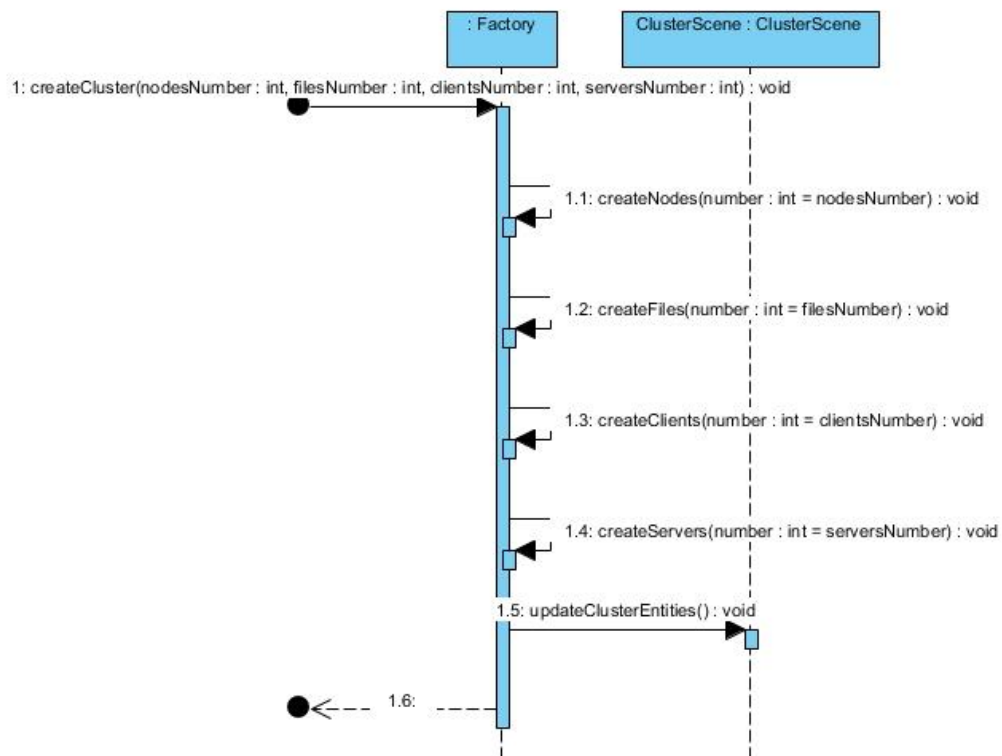 : Factory
ClusterScene : ClusterScene
1: createCluster(nodesNumber : int, filesNumber : int, clientsNumber : int, serversNumber : int) : void
1.1: createNodes(number : int = nodesNumber) : void
1.2: createFiles(number : int = filesNumber) : void
1.3: createClients(number : int = clientsNumber) : void
1.4: createServers(number : int = serversNumber) : void
1.5: updateClusterEntities() : void
1.6: